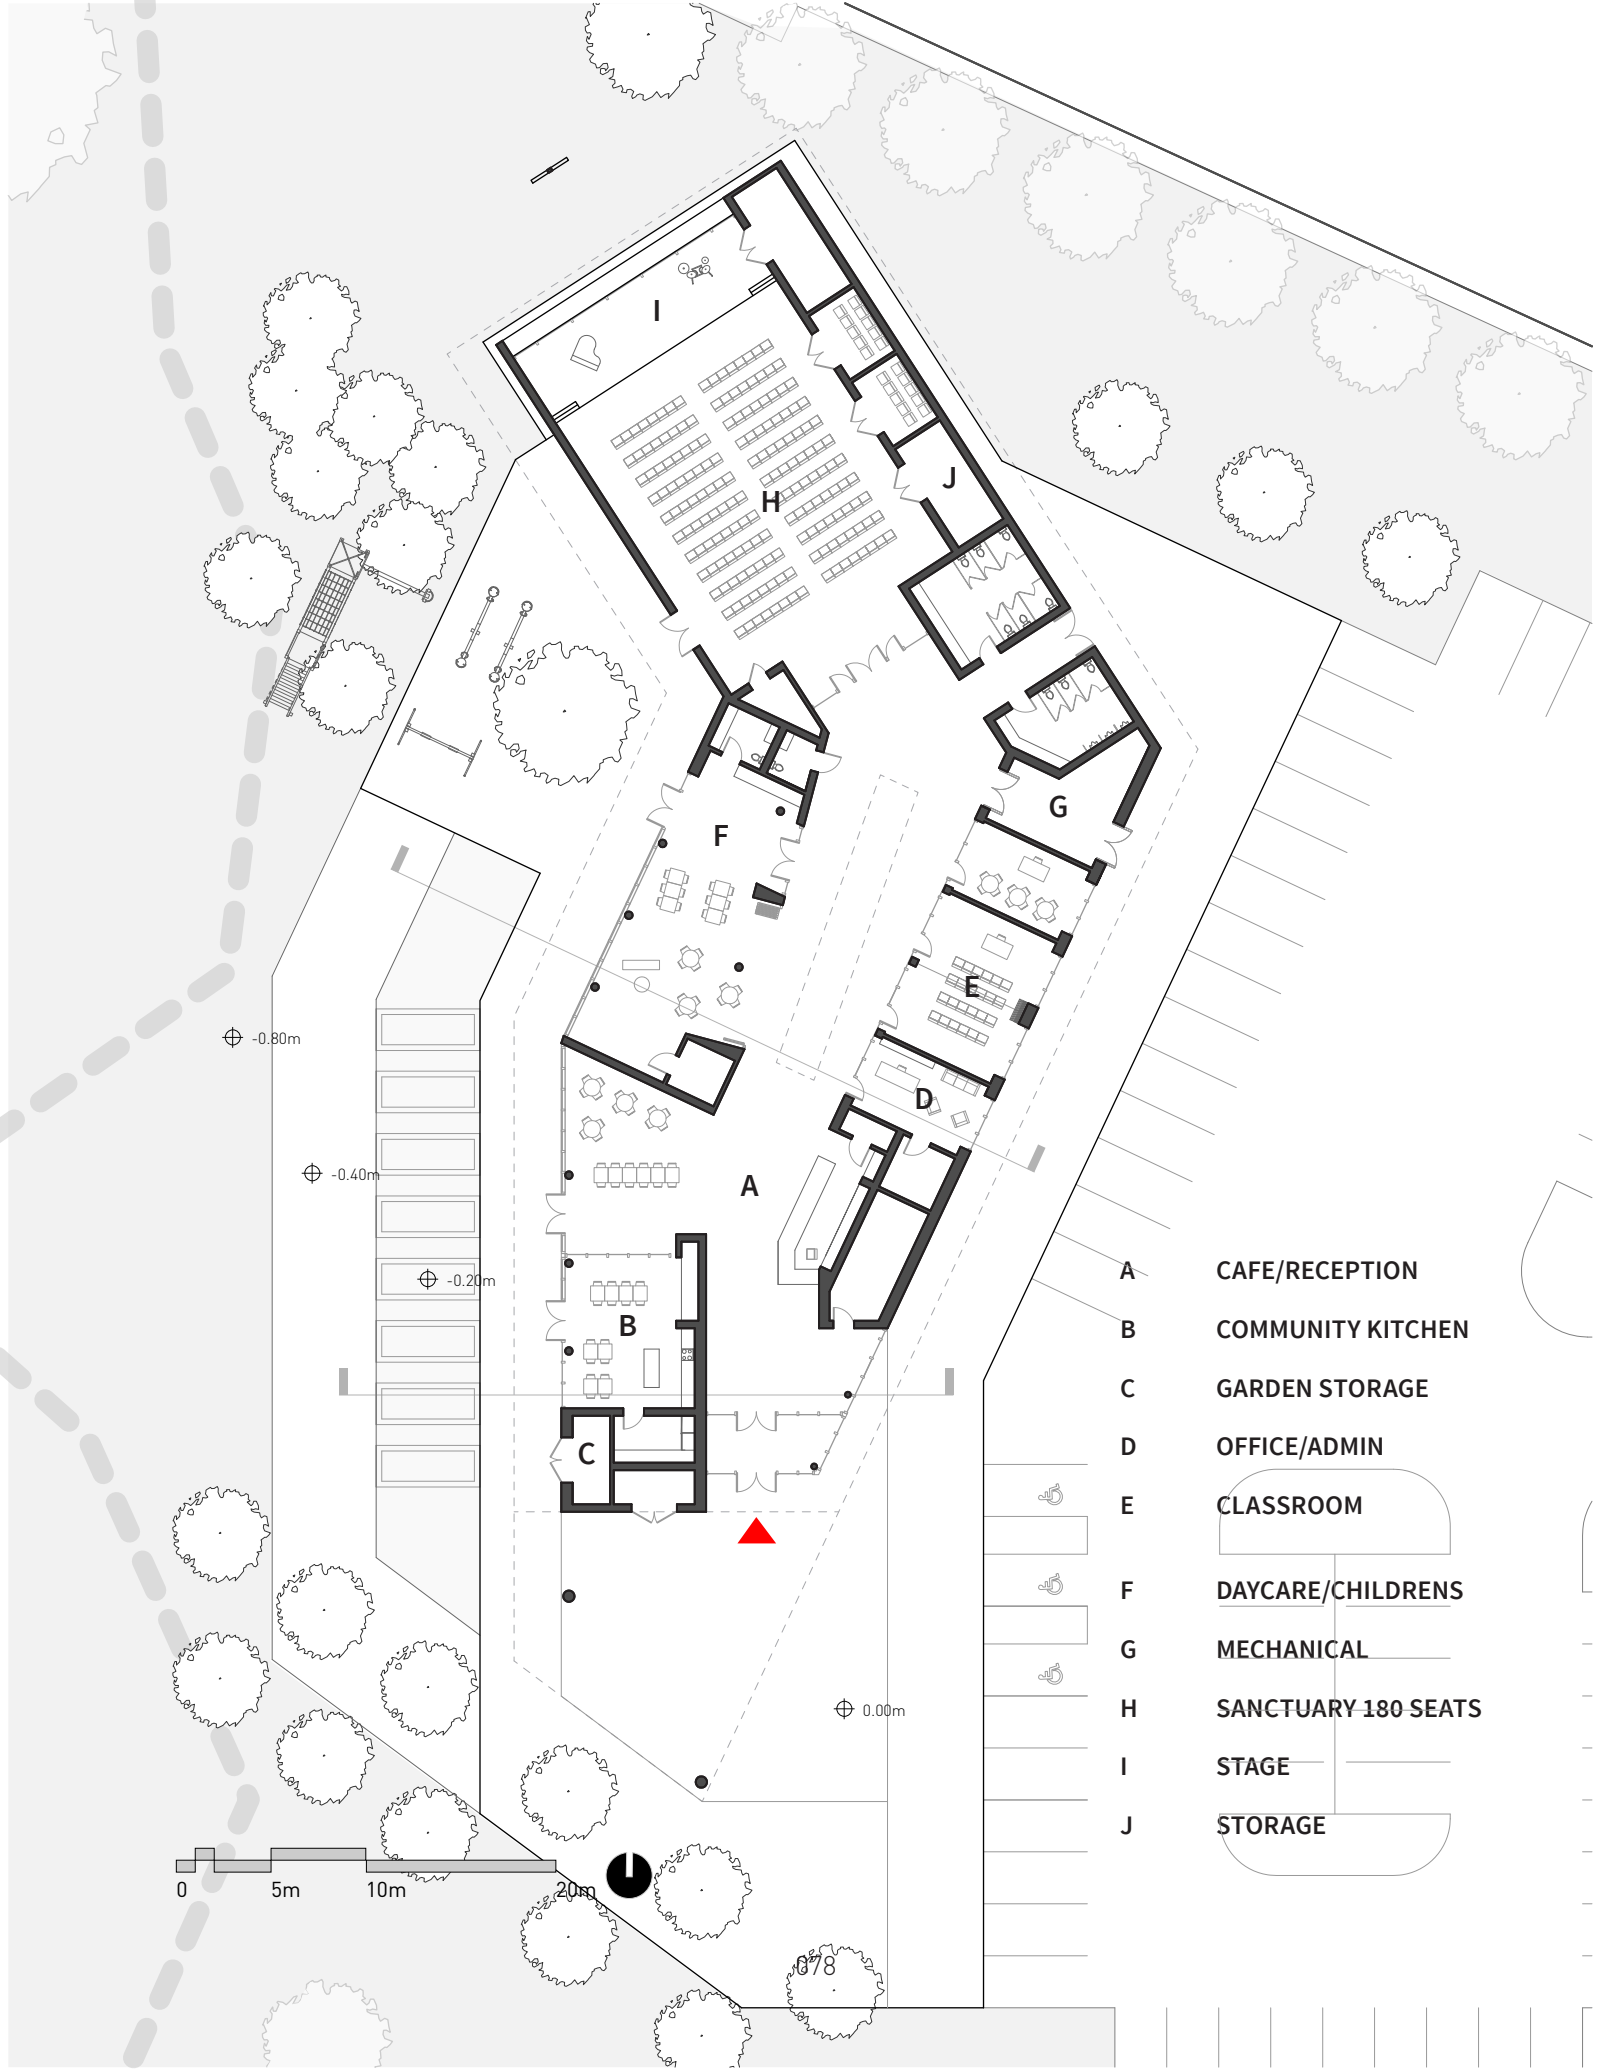 I
H
J
F
G
E
-0.80m
D
-0.40m
A
A CAFE/RECEPTION
-0.20m
B
B COMMUNITY KITCHEN
C GARDEN STORAGE
C
D OFFICE/ADMIN
E CLASSROOM
F DAYCARE/CHILDRENS
G MECHANICAL
H SANCTUARY 180 SEATS
0.00m
I STAGE
J STORAGE
0 5m 10m 20m
078